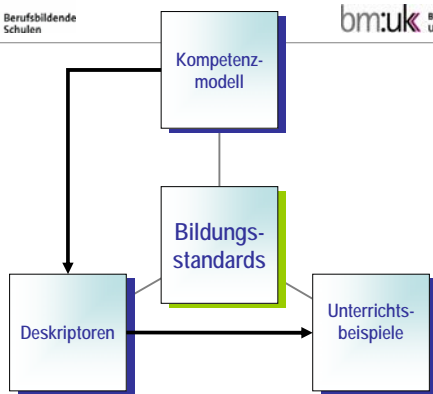 Berufsbildende
Schulen
bm:uk
Kompetenz-
modell
Bildungs-
standards
Deskriptoren
Unterrichts-
beispiele